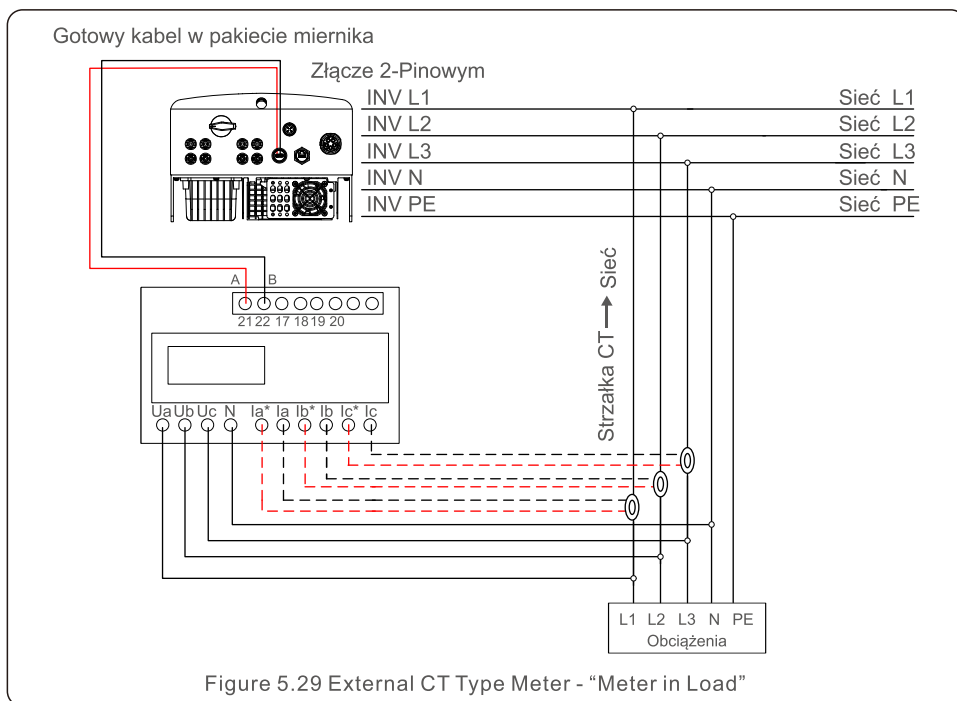 Gotowy kabel w pakiecie miernika
Złącze 2-Pinowym
INV L1 Sieć L1
INV L2 Sieć L2
INV L3 Sieć L3
INV N Sieć N
INV PE Sieć PE
Strzałka CT → Sieć
A B
21 22 17 18 19 20
Ua Ub Uc N Ia* Ia Ib* Ib Ic* Ic
L1 L2 L3 N PE
Obciążenia
Figure 5.29 External CT Type Meter - “Meter in Load”